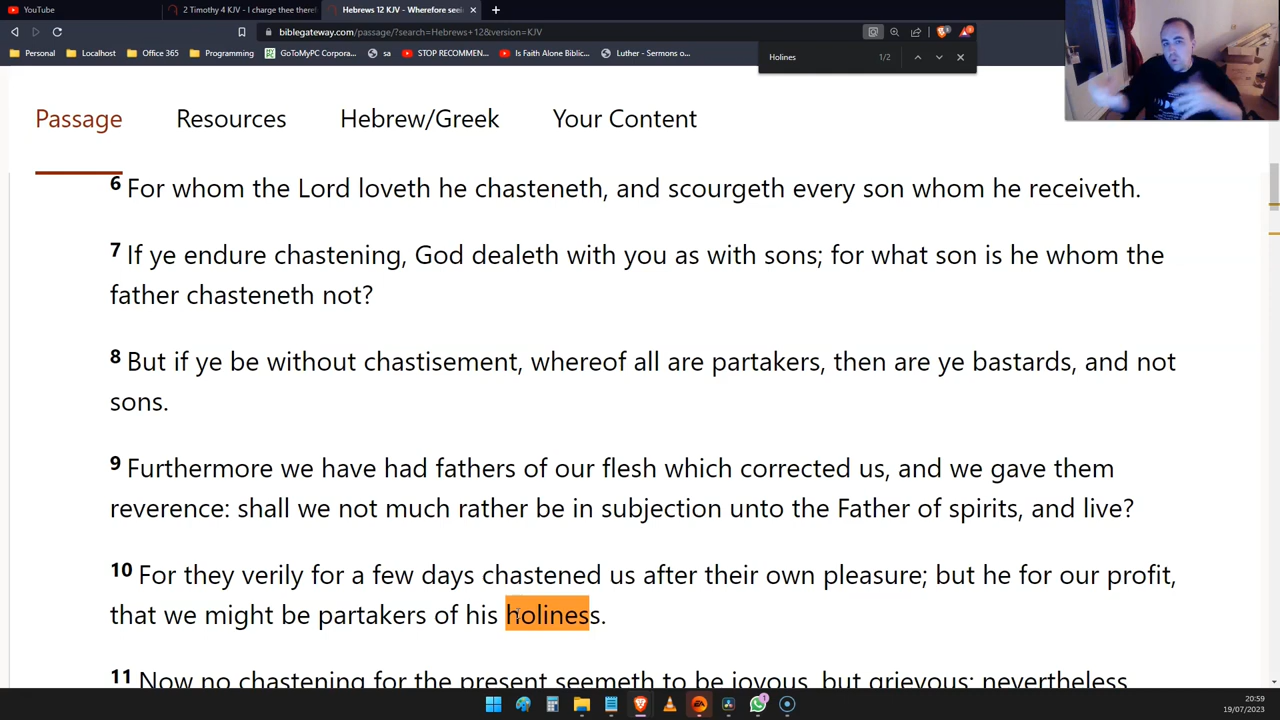 YouTube
2 Timothy 4 KJV - I charge thee there
Hebrews 12 KJV - Wherefore seei
biblegateway.com/passage/?search=Hebrews+12&version=KJV
Personal
Localhost
Office 365
Programming
GoToMyPC Corpora...
sa
STOP RECOMMEN...
Is Faith Alone Biblic...
Luther - Sermons o...
Holines
1/2
Passage
Resources
Hebrew/Greek
Your Content
6 For whom the Lord loveth he chasteneth, and scourgeth every son whom he receiveth.
7 If ye endure chastening, God dealeth with you as with sons; for what son is he whom the
father chasteneth not?
8 But if ye be without chastisement, whereof all are partakers, then are ye bastards, and not
sons.
9 Furthermore we have had fathers of our flesh which corrected us, and we gave them
reverence: shall we not much rather be in subjection unto the Father of spirits, and live?
10 For they verily for a few days chastened us after their own pleasure; but he for our profit,
that we might be partakers of his holiness.
11 Now no chastening for the present seemeth to be joyous, but grievous: nevertheless
EA
1
20:59
19/07/2023